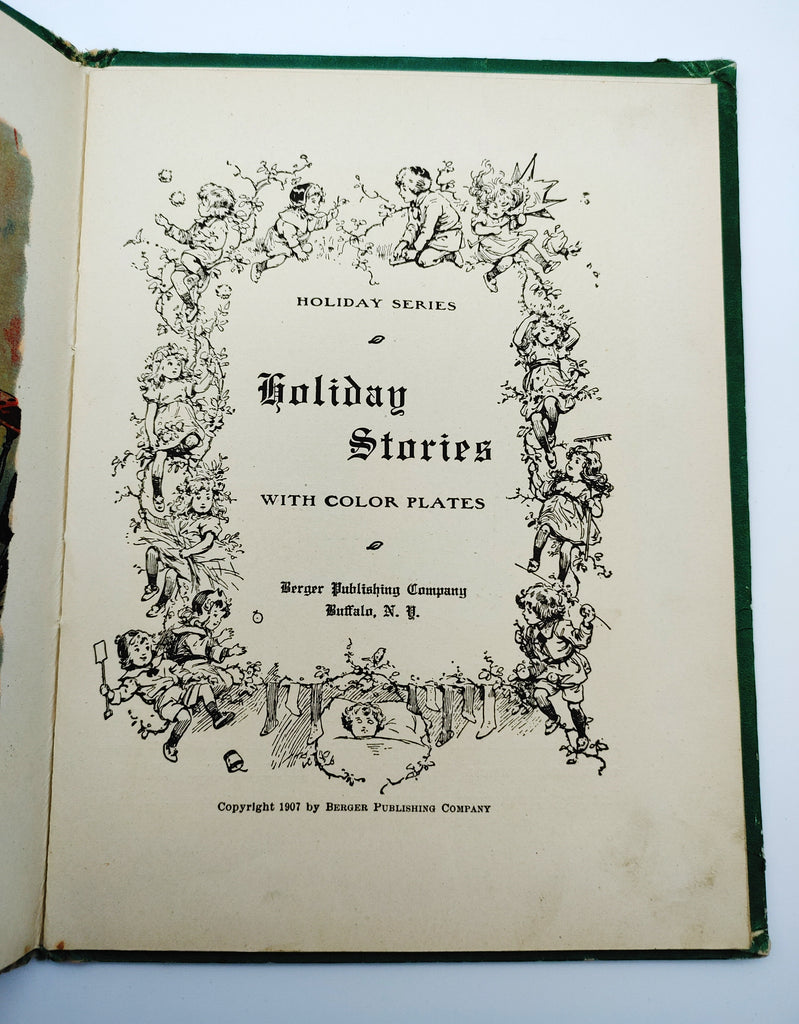 HOLIDAY SERIES
Holiday
Stories
WITH COLOR PLATES
Berger Publishing Company
Buffalo, N. Y.
Copyright 1907 by BERGER PUBLISHING COMPANY